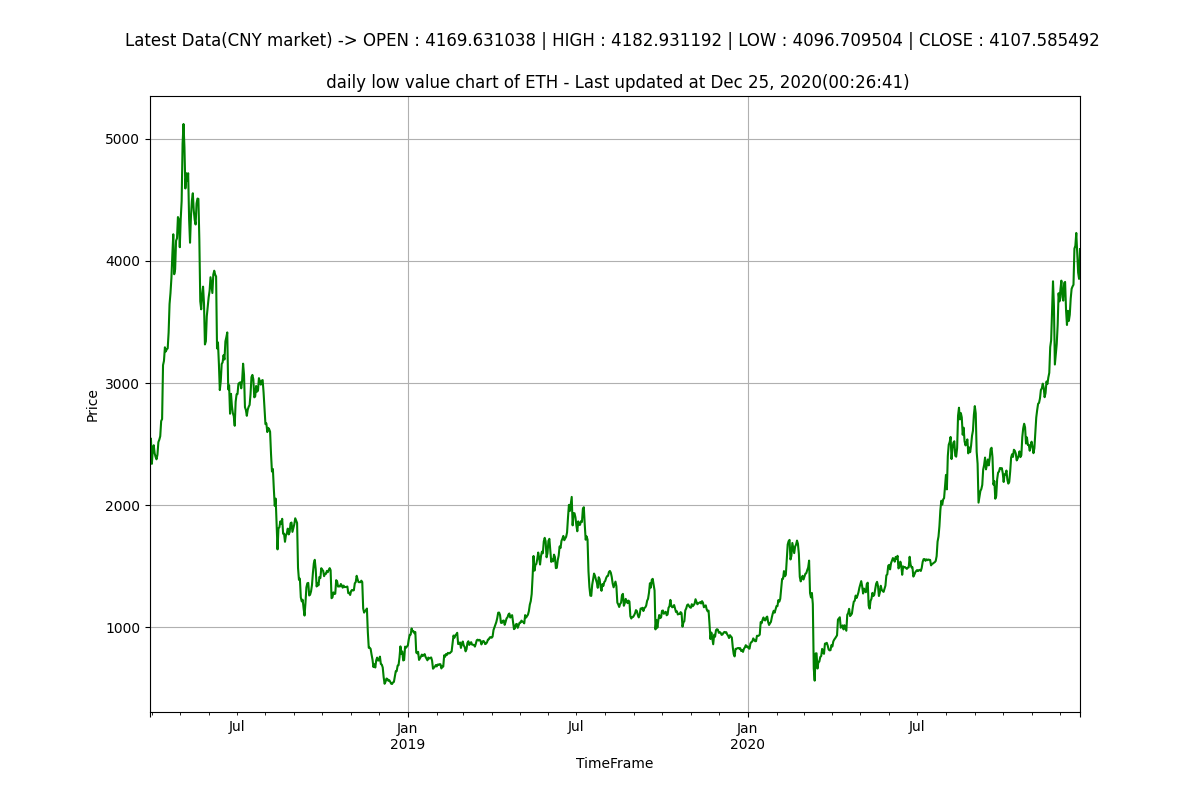 Latest Data(CNY market) -> OPEN : 4169.631038 | HIGH : 4182.931192 | LOW : 4096.709504 | CLOSE : 4107.585492
daily low value chart of ETH - Last updated at Dec 25, 2020(00:26:41)
5000
4000
3000
2000
1000
Price
Jul
Jan
2019
Jul
Jan
2020
Jul
TimeFrame